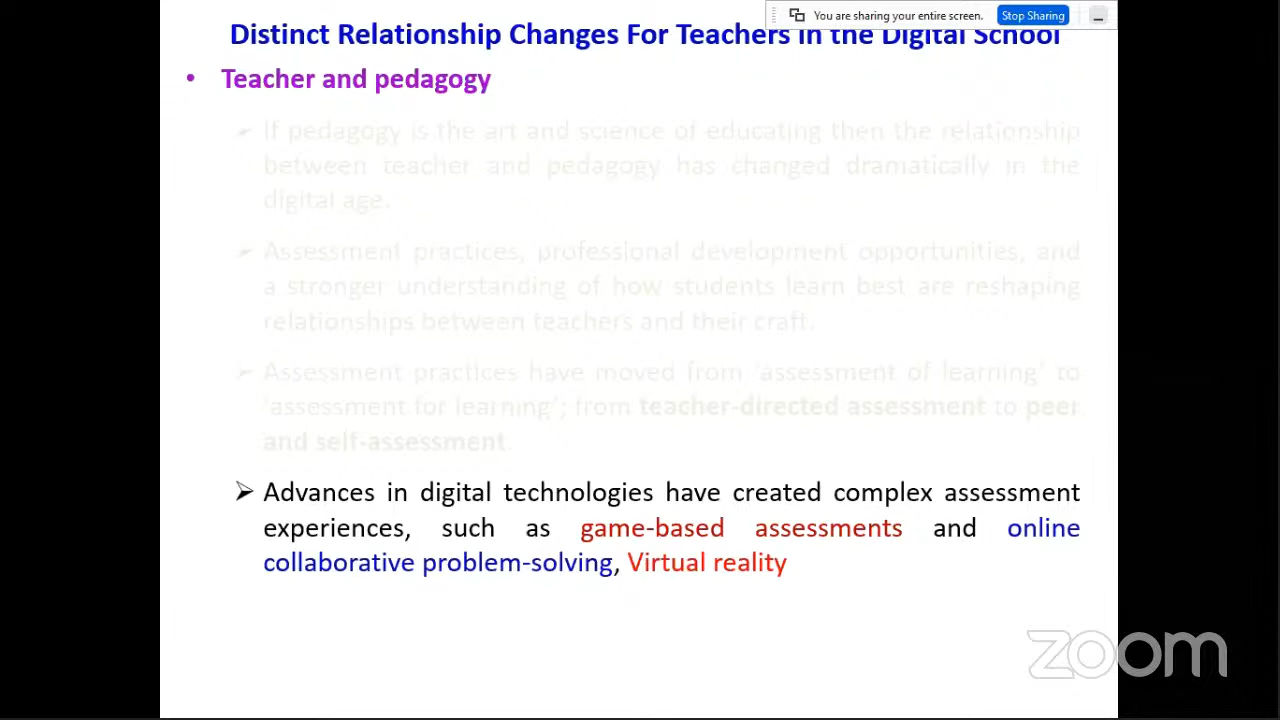 You are sharing your entire screen. Stop Sharing
Distinct Relationship Changes For Teachers in the Digital School
• Teacher and pedagogy
➢ If pedagogy is the art and science of educating then the relationship
between teacher and pedagogy has changed dramatically in the
digital age.
➢ Assessment practices, professional development opportunities, and
a stronger understanding of how students learn best are reshaping
relationships between teachers and their craft.
➢ Assessment practices have moved from ‘assessment of learning’ to
‘assessment for learning’; from teacher-directed assessment to peer
and self-assessment.
➢ Advances in digital technologies have created complex assessment
experiences, such as game-based assessments and online
collaborative problem-solving, Virtual reality
zoom